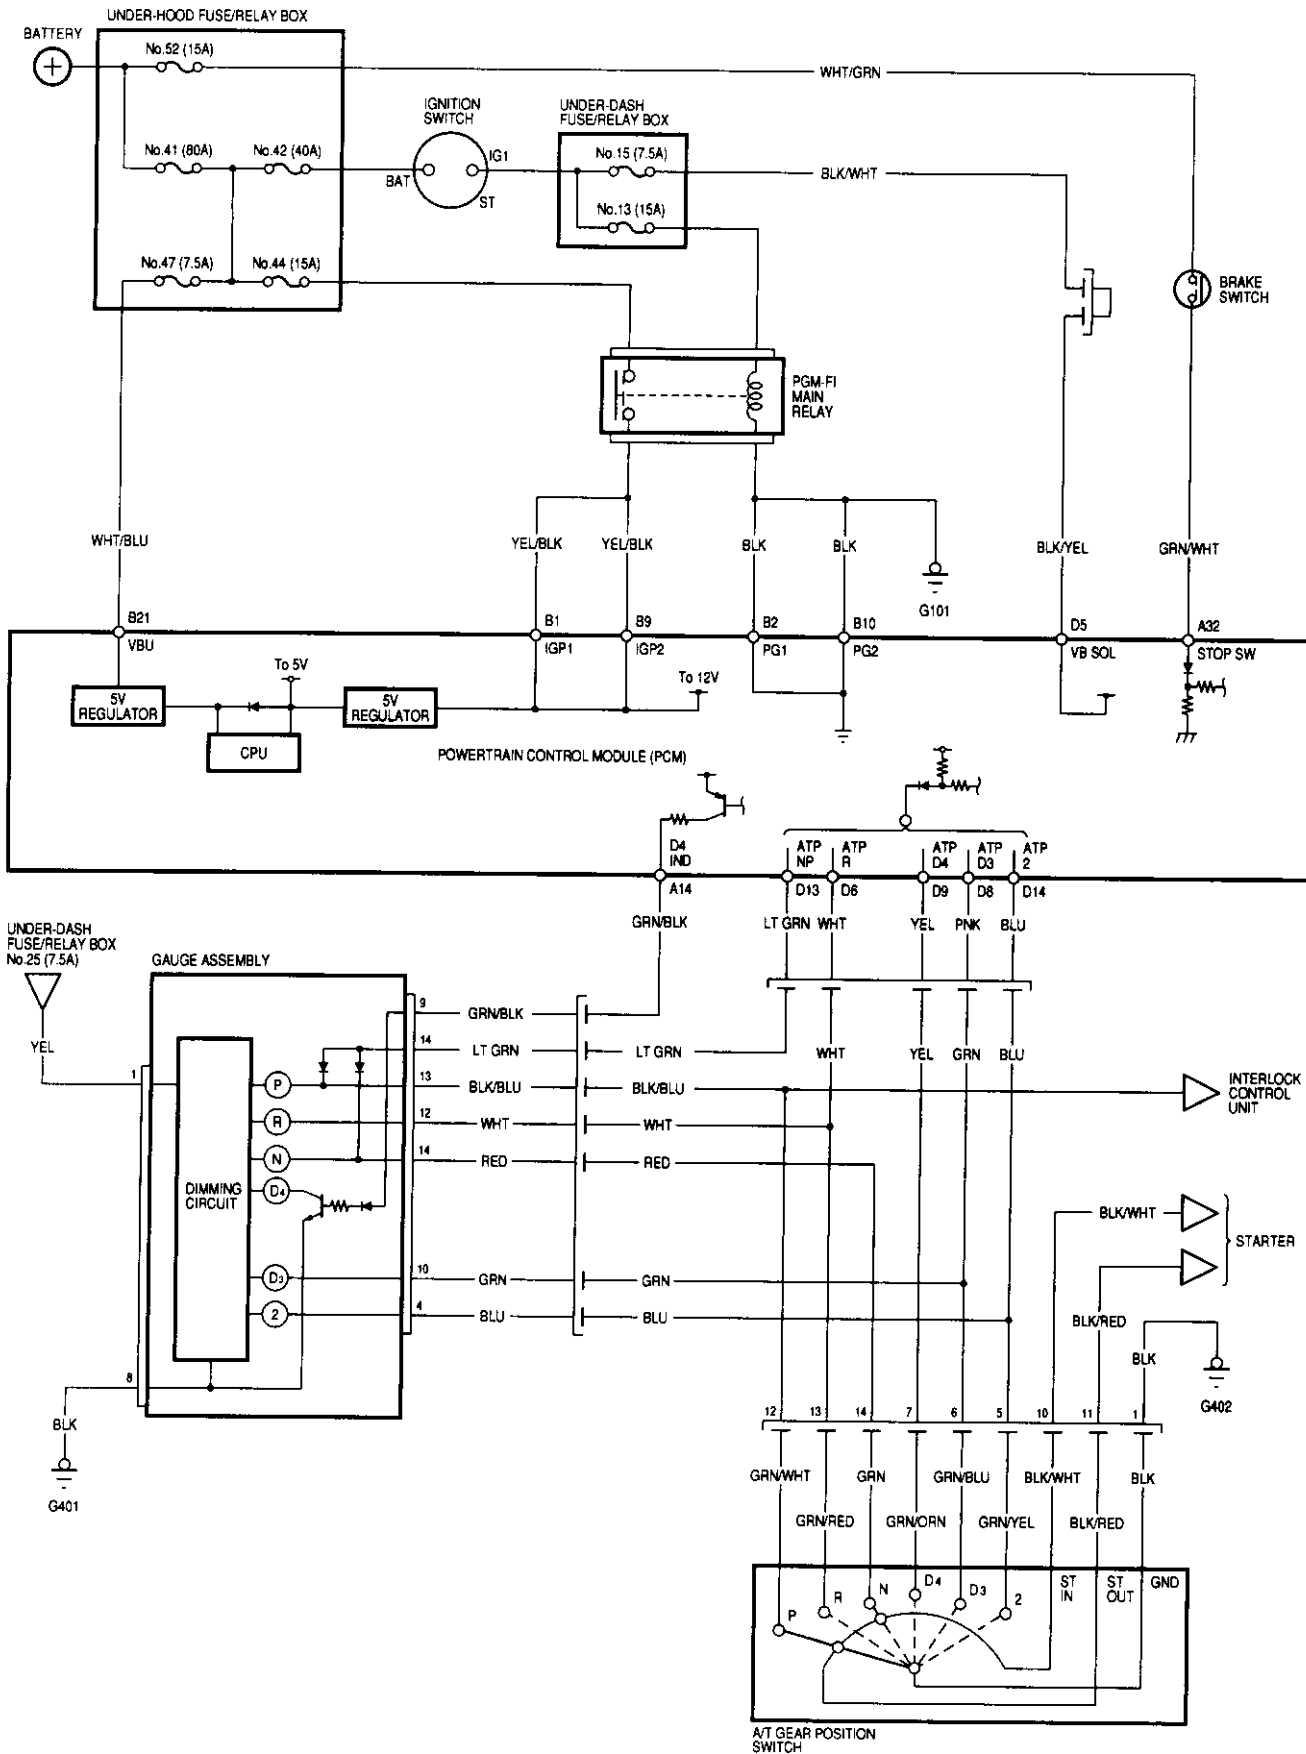 UNDER-HOOD FUSE/RELAY BOX
BATTERY
No.52 (15A)
WHT/GRN
IGNITION
SWITCH
UNDER-DASH
FUSE/RELAY BOX
No.41 (80A)
No.42 (40A)
IG1
BAT
ST
No.15 (7.5A)
BLK/WHT
No.13 (15A)
No.47 (7.5A)
No.44 (15A)
BRAKE
SWITCH
PGM-FI
MAIN
RELAY
WHT/BLU
YEL/BLK
YEL/BLK
BLK
BLK
BLK/YEL
GRN/WHT
G101
B21
B1
B9
B2
B10
D5
A32
VBU
IGP1
IGP2
PG1
PG2
VB SOL
STOP SW
To 5V
To 12V
5V
REGULATOR
5V
REGULATOR
CPU
POWERTRAIN CONTROL MODULE (PCM)
D4
IND
ATP
NP
ATP
R
ATP
D4
ATP
D3
ATP
2
A14
D13
D6
D9
D8
D14
GRN/BLK
LT GRN
WHT
YEL
PNK
BLU
UNDER-DASH
FUSE/RELAY BOX
No.25 (7.5A)
GAUGE ASSEMBLY
9
GRN/BLK
YEL
14
LT GRN
LT GRN
WHT
YEL
GRN
BLU
1
P
13
BLK/BLU
BLK/BLU
INTERLOCK
CONTROL
UNIT
R
12
WHT
WHT
N
14
RED
RED
DIMMING
CIRCUIT
D4
BLK/WHT
STARTER
D3
10
GRN
GRN
2
4
BLU
BLU
BLK/RED
BLK
8
BLK
G401
G402
12
13
14
7
6
5
10
11
1
GRN/WHT
GRN
GRN/BLU
BLK/WHT
BLK
GRN/RED
GRN/ORN
GRN/YEL
BLK/RED
P
R
N
D4
D3
2
ST
IN
ST
OUT
GND
A/T GEAR POSITION
SWITCH